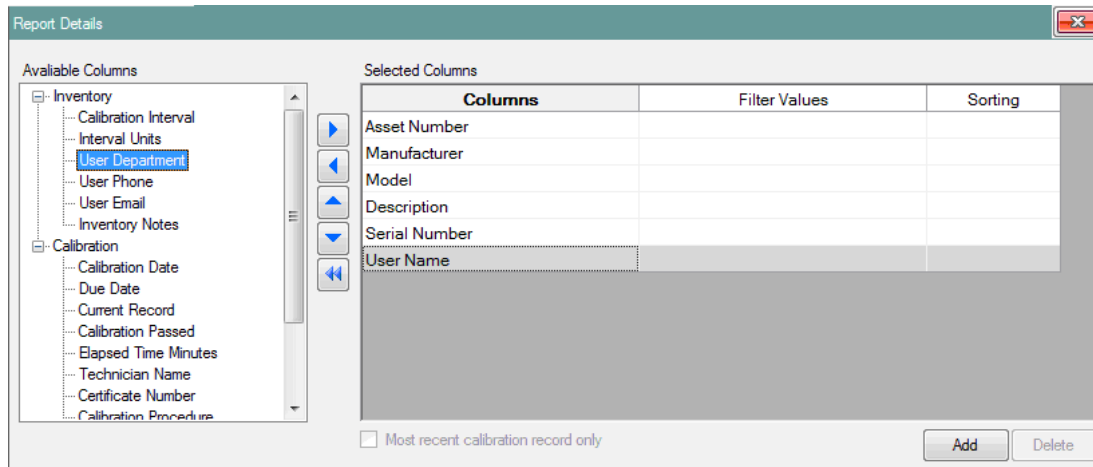 Report Details
Avaliable Columns
Inventory
Calibration Interval
Interval Units
User Department
User Phone
User Email
Inventory Notes
Calibration
Calibration Date
Due Date
Current Record
Calibration Passed
Elapsed Time Minutes
Technician Name
Certificate Number
Calibration Procedure
Selected Columns
Columns Filter Values Sorting
Asset Number
Manufacturer
Model
Description
Serial Number
User Name
Most recent calibration record only
Add Delete